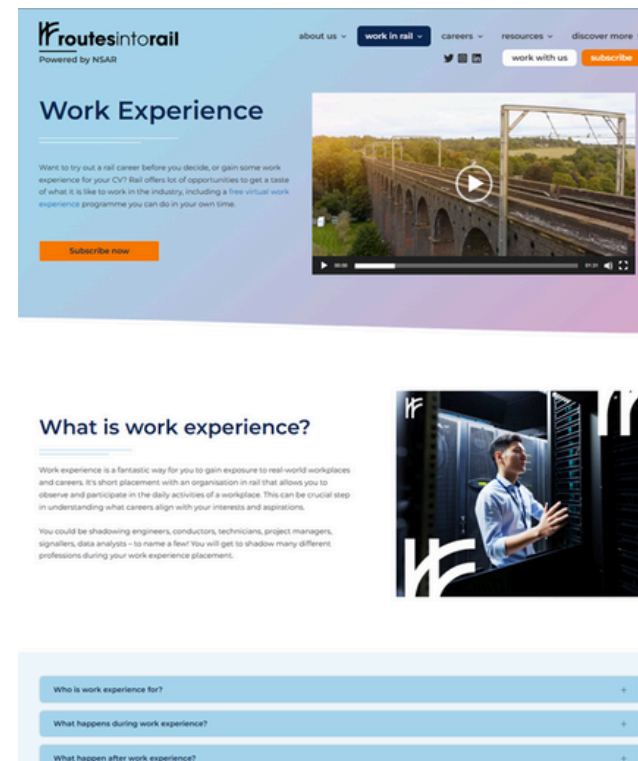 routesintorail
Powered by NSAR
about us
work in rail
careers
resources
discover more
work with us
subscribe
Work Experience
Want to try out a rail career before you decide, or gain some work
experience for your CV? Rail offers lot of opportunities to get a taste
of what it is like to work in the industry, including a free virtual work
experience programme you can do in your own time.
Subscribe now
00:00
01:31
What is work experience?
Work experience is a fantastic way for you to gain exposure to real-world workplaces
and careers. It's short placement with an organisation in rail that allows you to
observe and participate in the daily activities of a workplace. This can be crucial step
in understanding what careers align with your interests and aspirations.
You could be shadowing engineers, conductors, technicians, project managers,
signallers, data analysts – to name a few! You will get to shadow many different
professions during your work experience placement.
Who is work experience for?
What happens during work experience?
What happen after work experience?